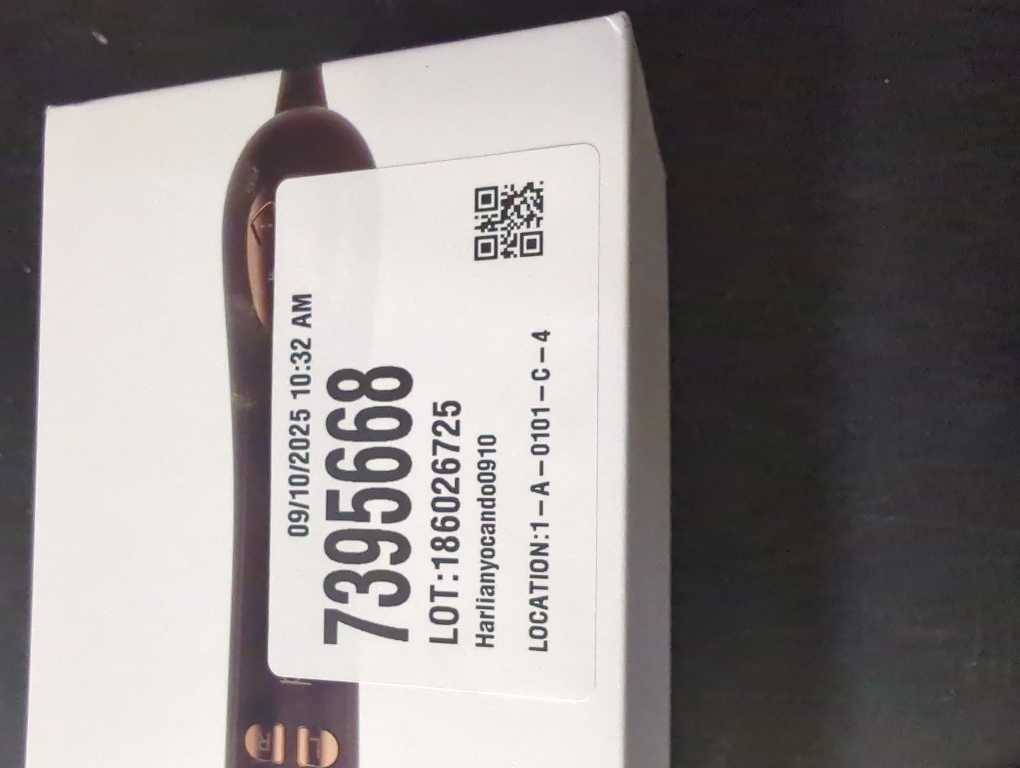 09/10/2025 10:32 AM
7395668
LOT:186026725
Harlianyocando0910
LOCATION:1-A-0101-C-4
R
L